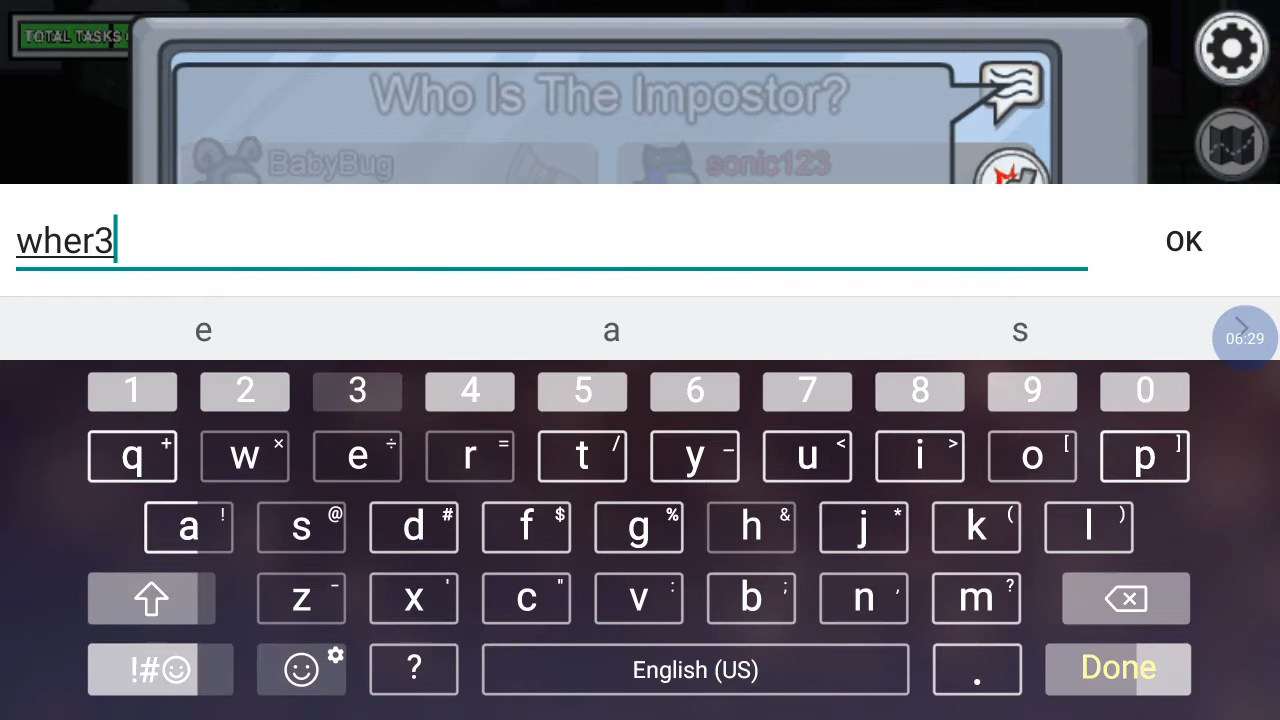 TOTAL TASKS
Who Is The Impostor?
BabyBug sonic123
wher3 OK
e a s
06:29
1 2 3 4 5 6 7 8 9 0
q + w × e ÷ r = t / y − u < i > o [ p ]
a ! s @ d # f $ g % h & j * k ( l )
z - x ' c " v : b ; n , m ?
!#☺ ? English (US) . Done